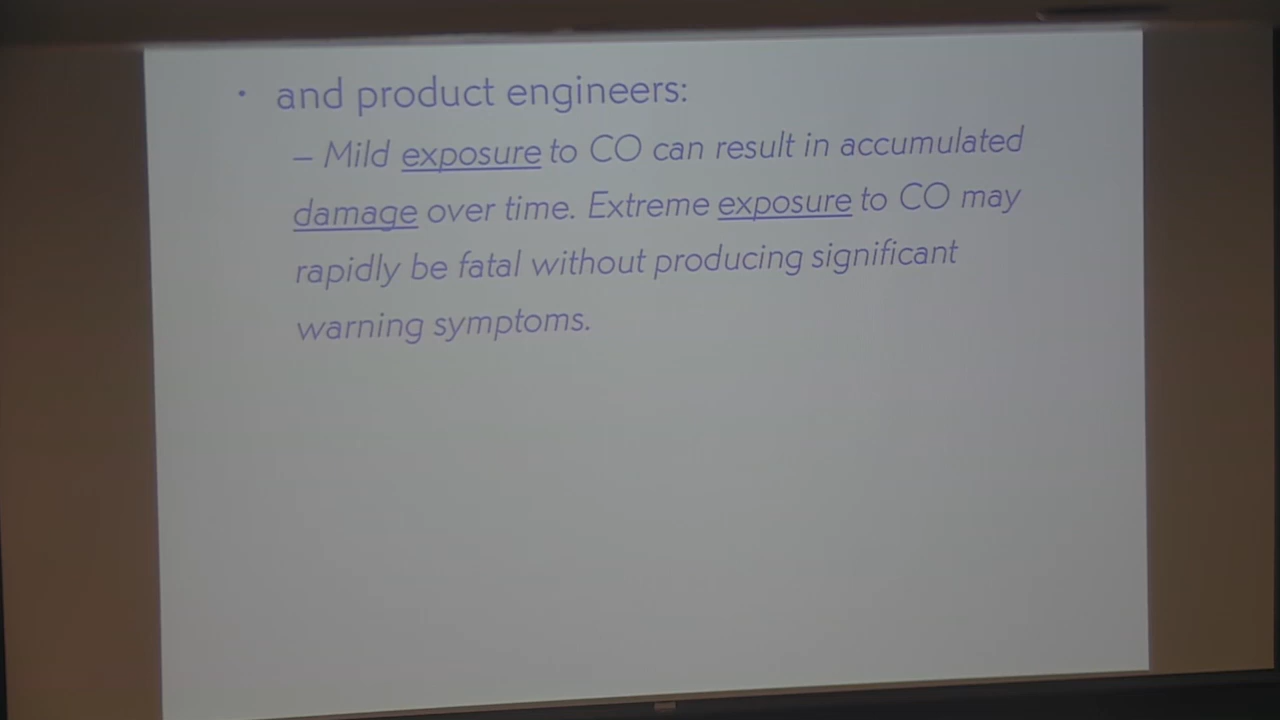 • and product engineers:
– Mild exposure to CO can result in accumulated
damage over time. Extreme exposure to CO may
rapidly be fatal without producing significant
warning symptoms.